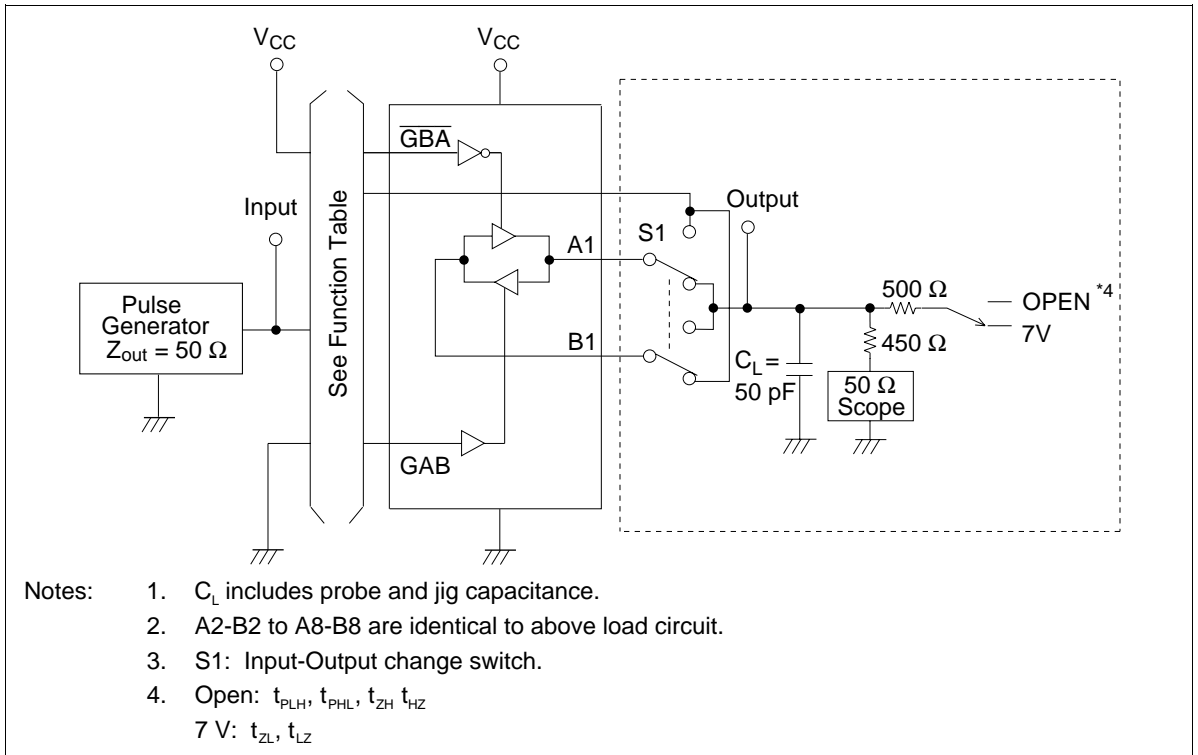 VCC
VCC
GBA
Input
See Function Table
Output
S1
A1
Pulse
Generator
Zout = 50 Ω
500 Ω
OPEN *4
7V
B1
450 Ω
CL =
50 pF
50 Ω
Scope
GAB
Notes: 1. CL includes probe and jig capacitance.
2. A2-B2 to A8-B8 are identical to above load circuit.
3. S1: Input-Output change switch.
4. Open: tPLH, tPHL, tZH tHZ
7 V: tZL, tLZ